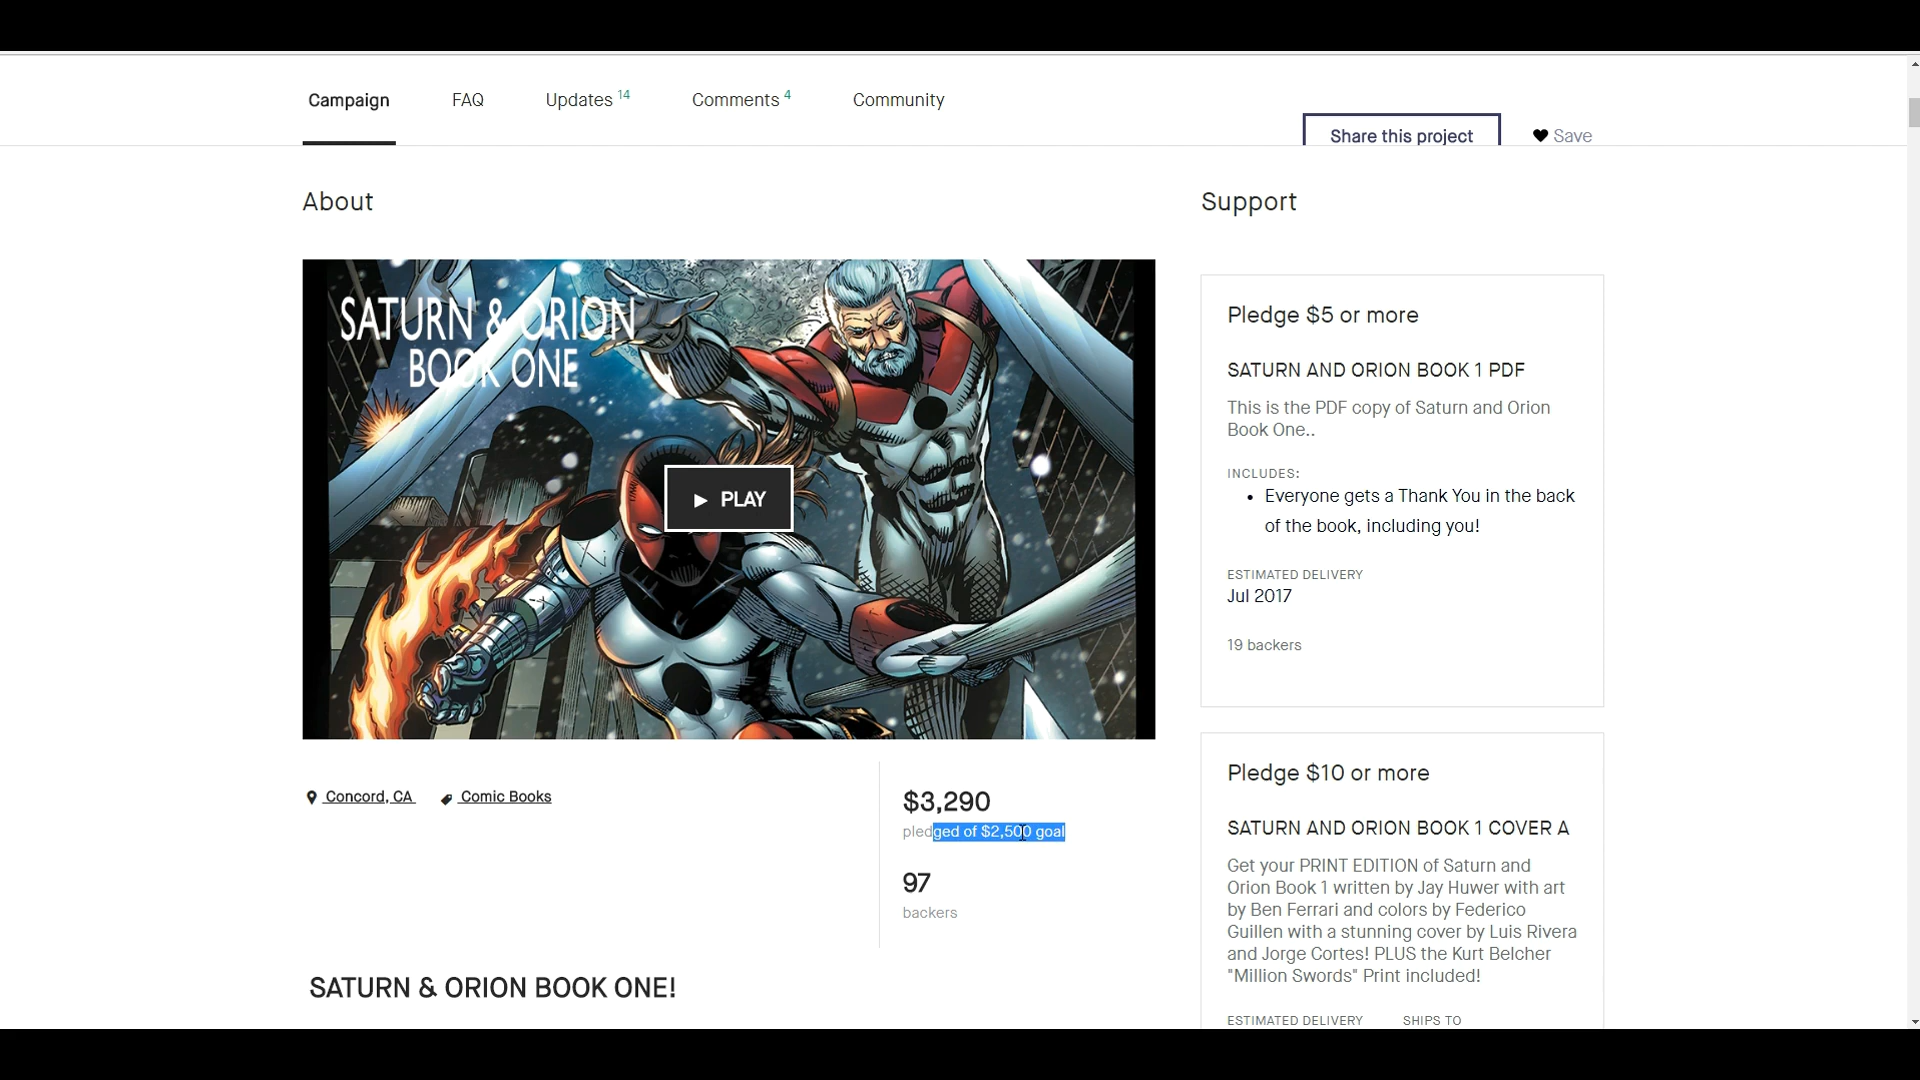 Campaign
FAQ
Updates 14
Comments 4
Community
Share this project
Save
About
Support
SATURN & ORION
BOOK ONE
PLAY
Concord, CA
Comic Books
$3,290
pledged of $2,500 goal
97
backers
SATURN & ORION BOOK ONE!
Pledge $5 or more
SATURN AND ORION BOOK 1 PDF
This is the PDF copy of Saturn and Orion
Book One..
INCLUDES:
• Everyone gets a Thank You in the back
of the book, including you!
ESTIMATED DELIVERY
Jul 2017
19 backers
Pledge $10 or more
SATURN AND ORION BOOK 1 COVER A
Get your PRINT EDITION of Saturn and
Orion Book 1 written by Jay Huwer with art
by Ben Ferrari and colors by Federico
Guillen with a stunning cover by Luis Rivera
and Jorge Cortes! PLUS the Kurt Belcher
"Million Swords" Print included!
ESTIMATED DELIVERY
SHIPS TO